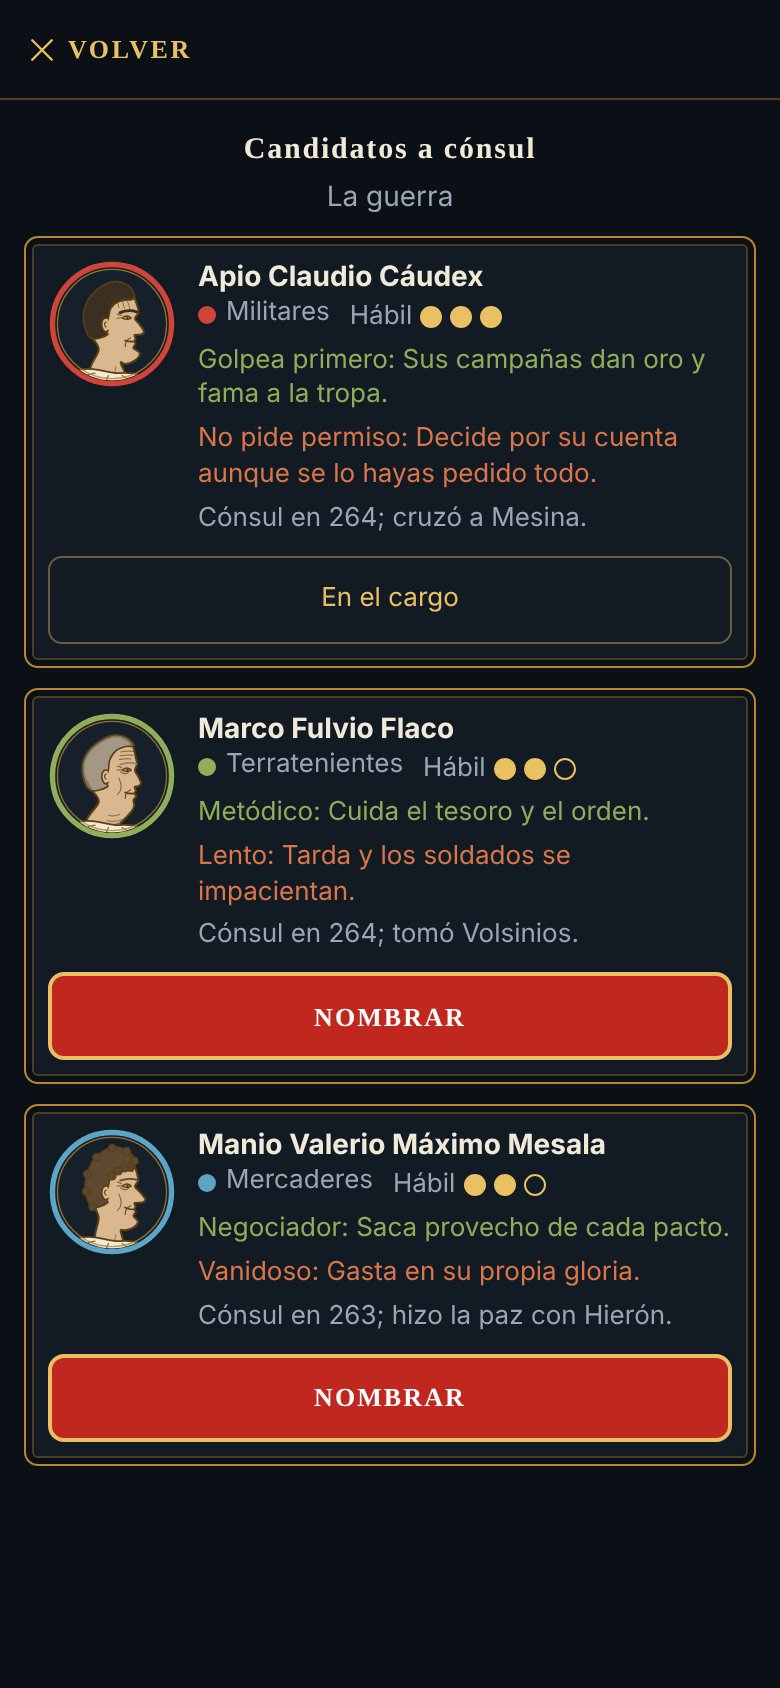 VOLVER
Candidatos a cónsul
La guerra
Apio Claudio Cáudex
Militares Hábil
Golpea primero: Sus campañas dan oro y
fama a la tropa.
No pide permiso: Decide por su cuenta
aunque se lo hayas pedido todo.
Cónsul en 264; cruzó a Mesina.
En el cargo
Marco Fulvio Flaco
Terratenientes Hábil
Metódico: Cuida el tesoro y el orden.
Lento: Tarda y los soldados se
impacientan.
Cónsul en 264; tomó Volsinios.
NOMBRAR
Manio Valerio Máximo Mesala
Mercaderes Hábil
Negociador: Saca provecho de cada pacto.
Vanidoso: Gasta en su propia gloria.
Cónsul en 263; hizo la paz con Hierón.
NOMBRAR